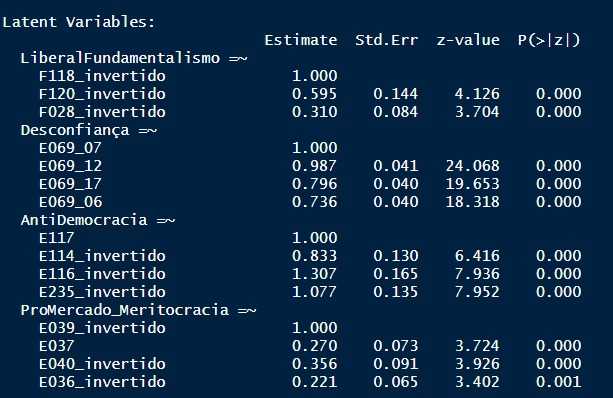 Latent Variables:
Estimate Std.Err z-value P(>|z|)
LiberalFundamentalismo =~
F118_invertido 1.000
F120_invertido 0.595 0.144 4.126 0.000
F028_invertido 0.310 0.084 3.704 0.000
Desconfiança =~
E069_07 1.000
E069_12 0.987 0.041 24.068 0.000
E069_17 0.796 0.040 19.653 0.000
E069_06 0.736 0.040 18.318 0.000
AntiDemocracia =~
E117 1.000
E114_invertido 0.833 0.130 6.416 0.000
E116_invertido 1.307 0.165 7.936 0.000
E235_invertido 1.077 0.135 7.952 0.000
ProMercado_Meritocracia =~
E039_invertido 1.000
E037 0.270 0.073 3.724 0.000
E040_invertido 0.356 0.091 3.926 0.000
E036_invertido 0.221 0.065 3.402 0.001